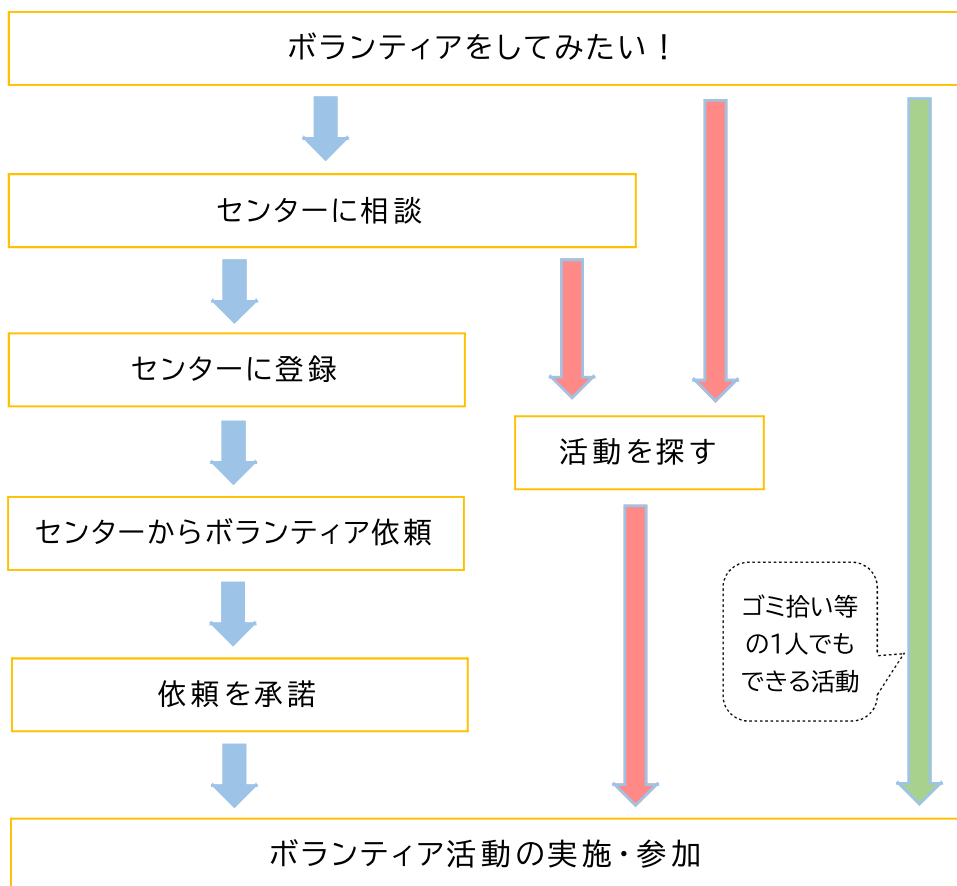 ボランティアをしてみたい！
センターに相談
センターに登録
活動を探す
センターからボランティア依頼
ゴミ拾い等
の1人でも
できる活動
依頼を承諾
ボランティア活動の実施・参加